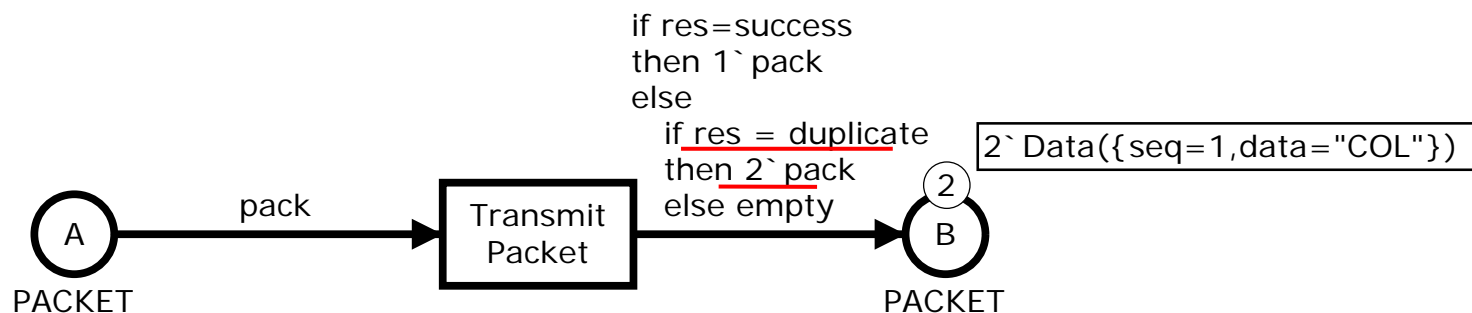 if res=success
then 1`pack
else
if res = duplicate
then 2`pack
else empty
2`Data({seq=1,data="COL"})
2
pack
A
Transmit
Packet
B
PACKET
PACKET